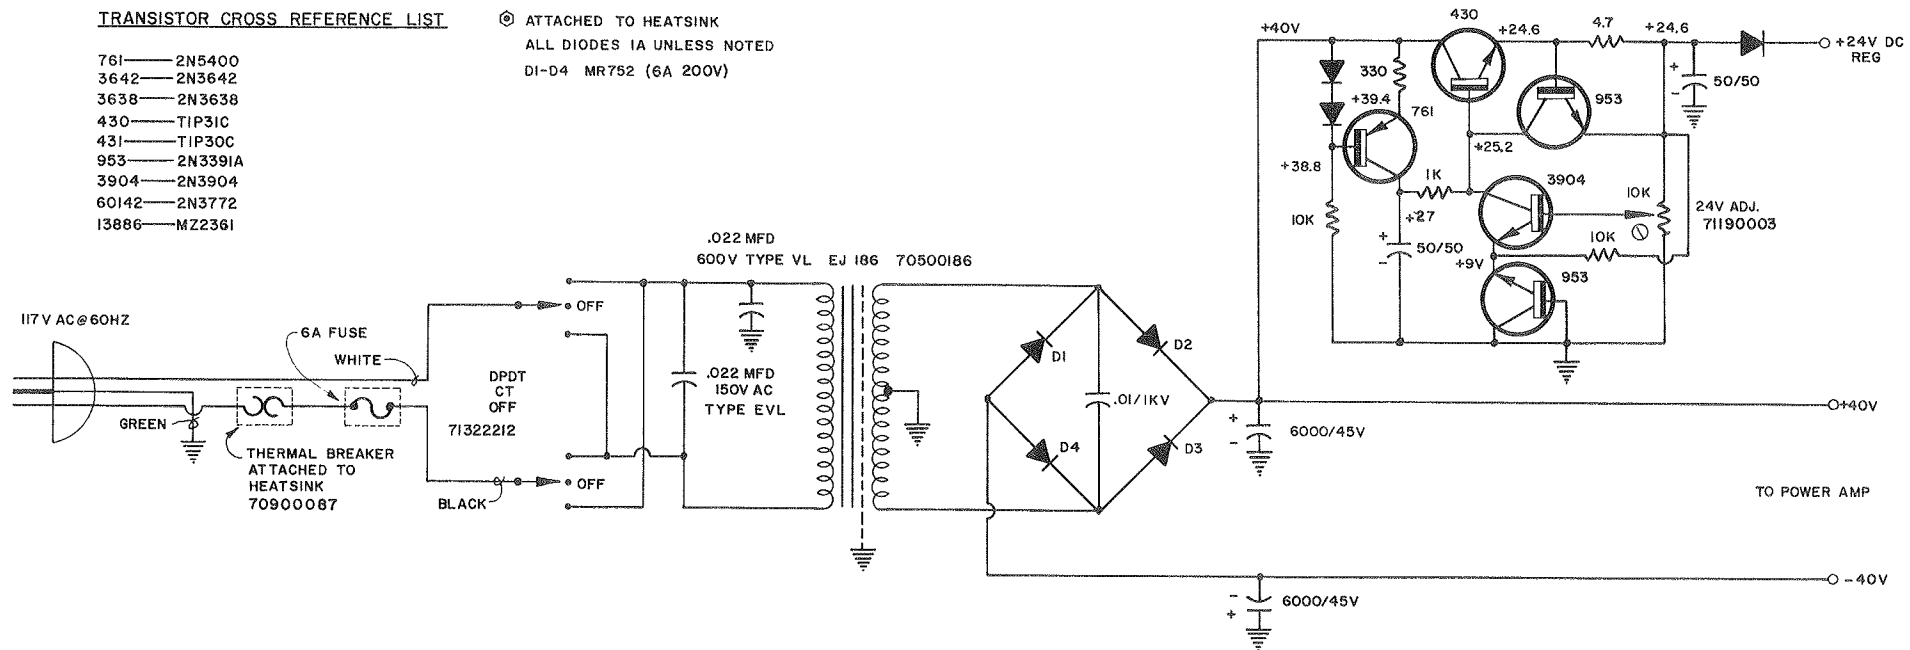 TRANSISTOR CROSS REFERENCE LIST
761 — 2N5400
3642 — 2N3642
3638 — 2N3638
430 — TIP31C
431 — TIP30C
953 — 2N3391A
3904 — 2N3904
60142 — 2N3772
13886 — MZ2361
ATTACHED TO HEATSINK
ALL DIODES 1A UNLESS NOTED
D1-D4 MR752 (6A 200V)
+40V
430
+24.6
4.7
+24.6
+24V DC
REG
330
+39.4
761
953
50/50
+
-
+38.8
+25.2
1K
3904
10K
10K
24V ADJ.
71190003
+27
+
-
50/50
10K
+9V
953
.022 MFD
600V TYPE VL EJ 186 70500186
117V AC @ 60HZ
6A FUSE
WHITE
OFF
DPDT
CT
OFF
71322212
.022 MFD
150V AC
TYPE EVL
GREEN
THERMAL BREAKER
ATTACHED TO
HEATSINK
70900087
BLACK
OFF
D1
D2
.01/1KV
D4
D3
+
-
6000/45V
+40V
TO POWER AMP
-40V
-
+
6000/45V